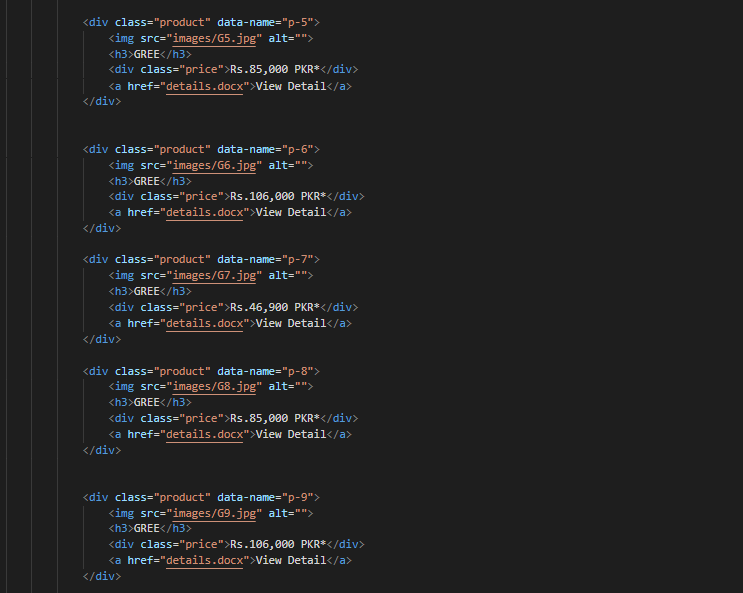 <div class="product" data-name="p-5">
<img src="images/G5.jpg" alt="">
<h3>GREE</h3>
<div class="price">Rs.85,000 PKR*</div>
<a href="details.docx">View Detail</a>
</div>
<div class="product" data-name="p-6">
<img src="images/G6.jpg" alt="">
<h3>GREE</h3>
<div class="price">Rs.106,000 PKR*</div>
<a href="details.docx">View Detail</a>
</div>
<div class="product" data-name="p-7">
<img src="images/G7.jpg" alt="">
<h3>GREE</h3>
<div class="price">Rs.46,900 PKR*</div>
<a href="details.docx">View Detail</a>
</div>
<div class="product" data-name="p-8">
<img src="images/G8.jpg" alt="">
<h3>GREE</h3>
<div class="price">Rs.85,000 PKR*</div>
<a href="details.docx">View Detail</a>
</div>
<div class="product" data-name="p-9">
<img src="images/G9.jpg" alt="">
<h3>GREE</h3>
<div class="price">Rs.106,000 PKR*</div>
<a href="details.docx">View Detail</a>
</div>